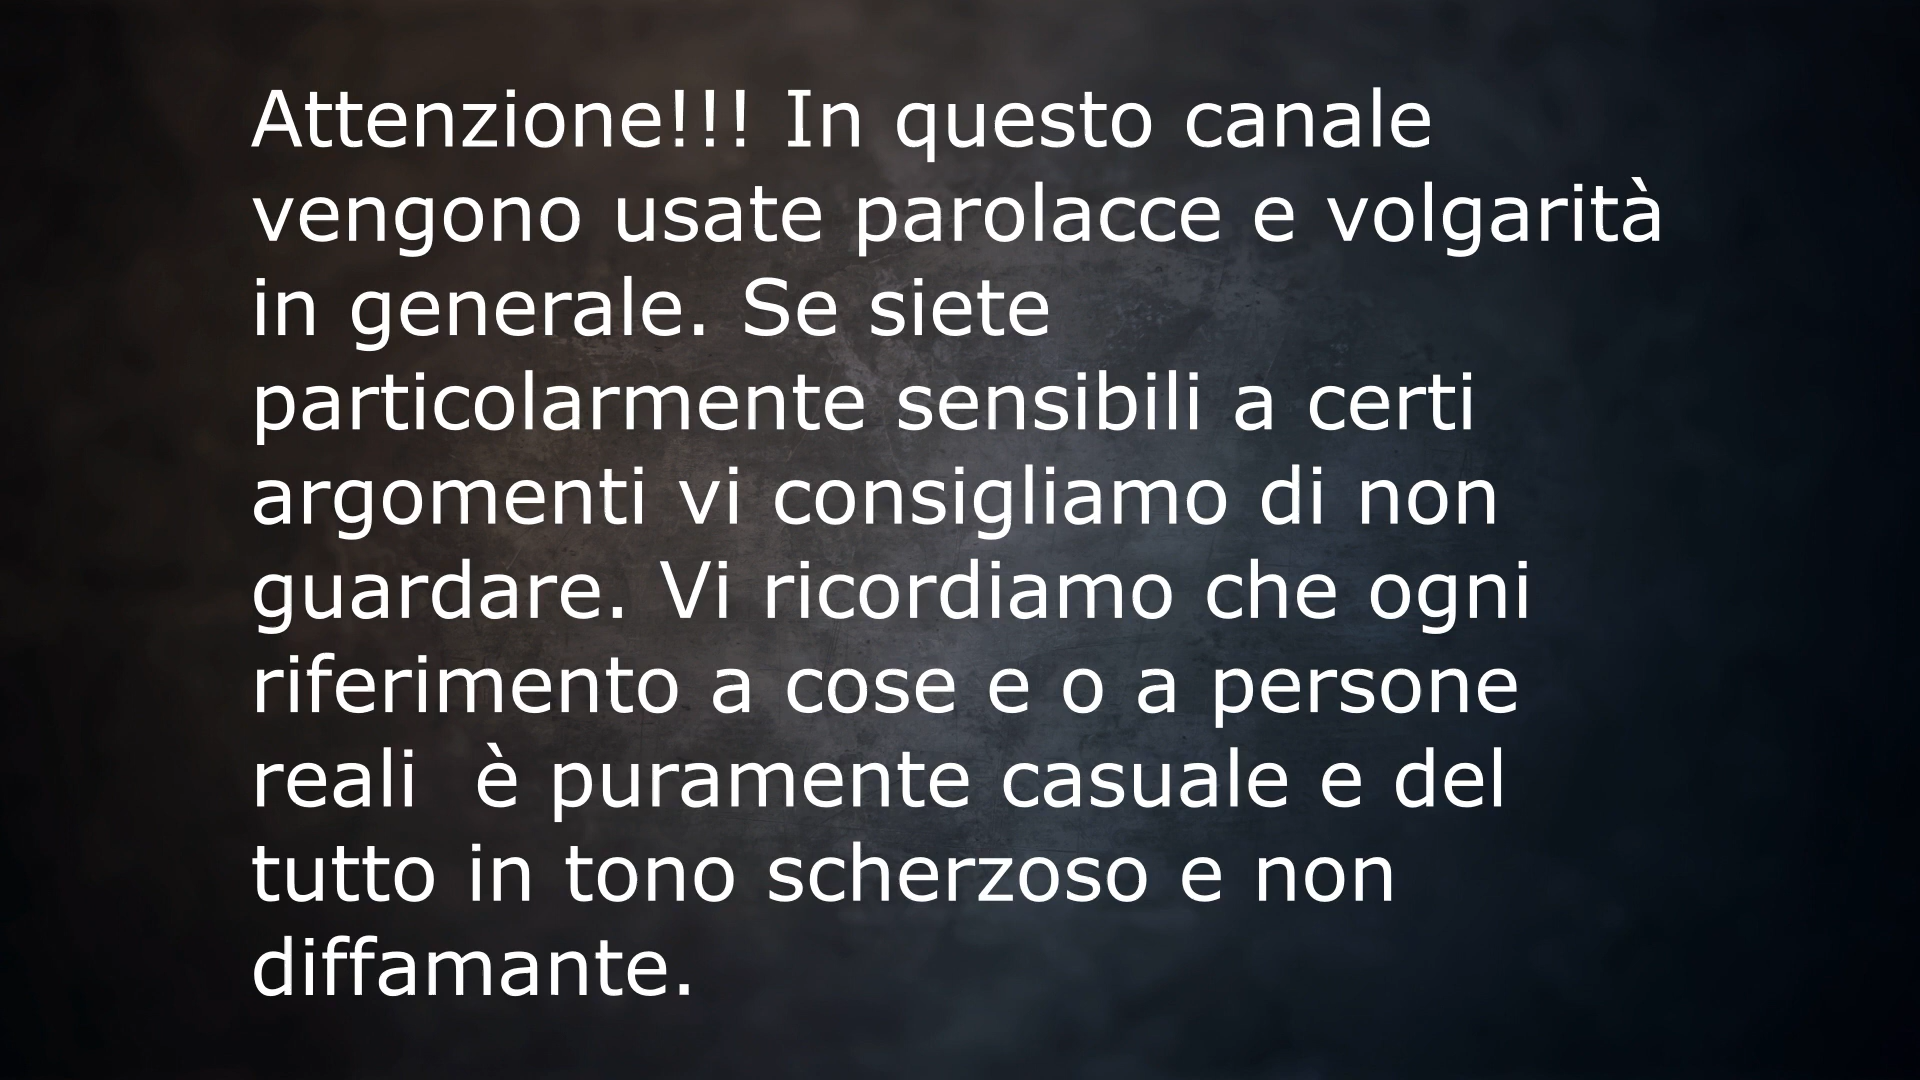 Attenzione!!! In questo canale
vengono usate parolacce e volgarità
in generale. Se siete
particolarmente sensibili a certi
argomenti vi consigliamo di non
guardare. Vi ricordiamo che ogni
riferimento a cose e o a persone
reali  è puramente casuale e del
tutto in tono scherzoso e non
diffamante.